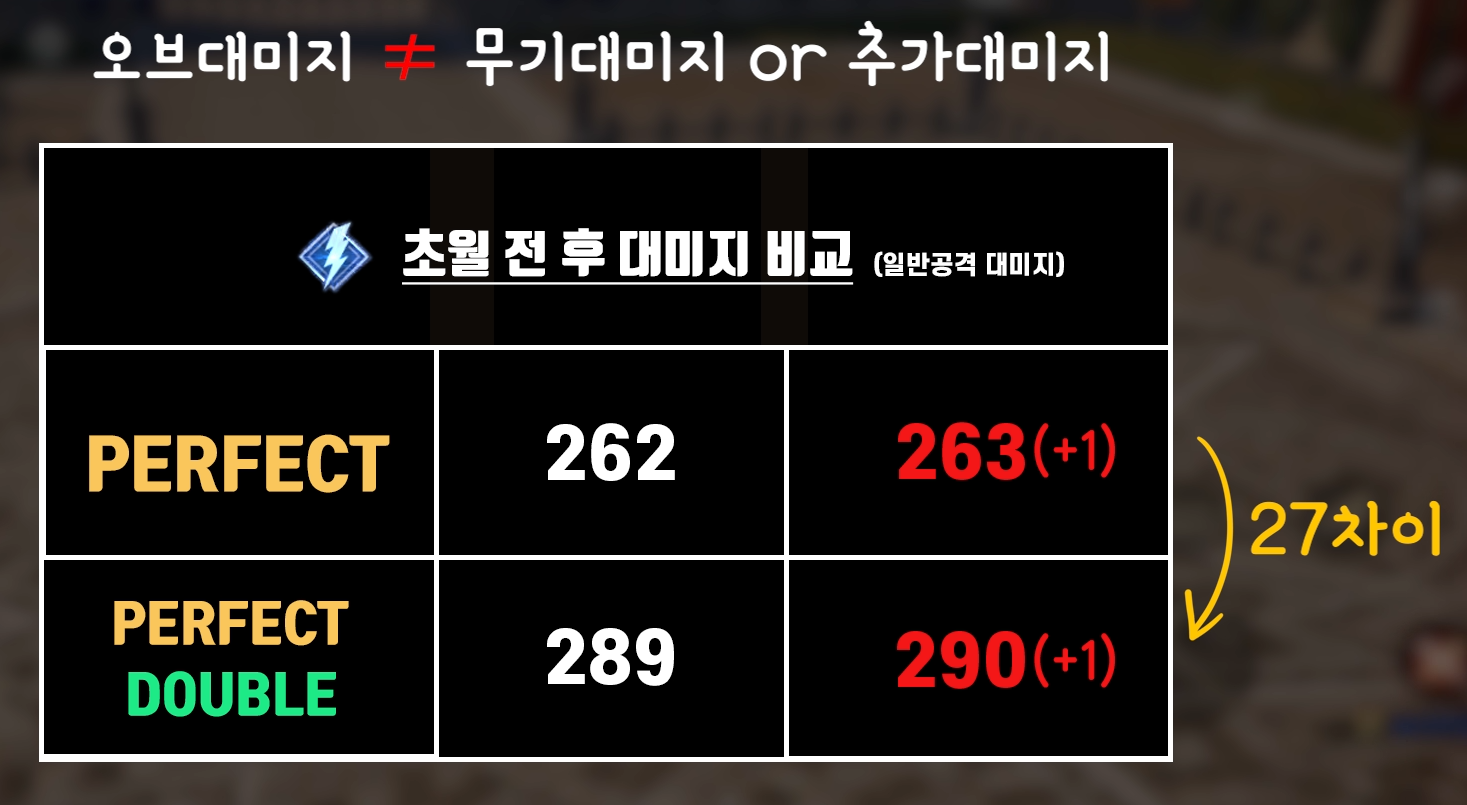 오브대미지 ≠ 무기대미지 or 추가대미지
초월 전 후 대미지 비교 (일반공격 대미지)
PERFECT 262 263(+1)
27차이
PERFECT
DOUBLE 289 290(+1)